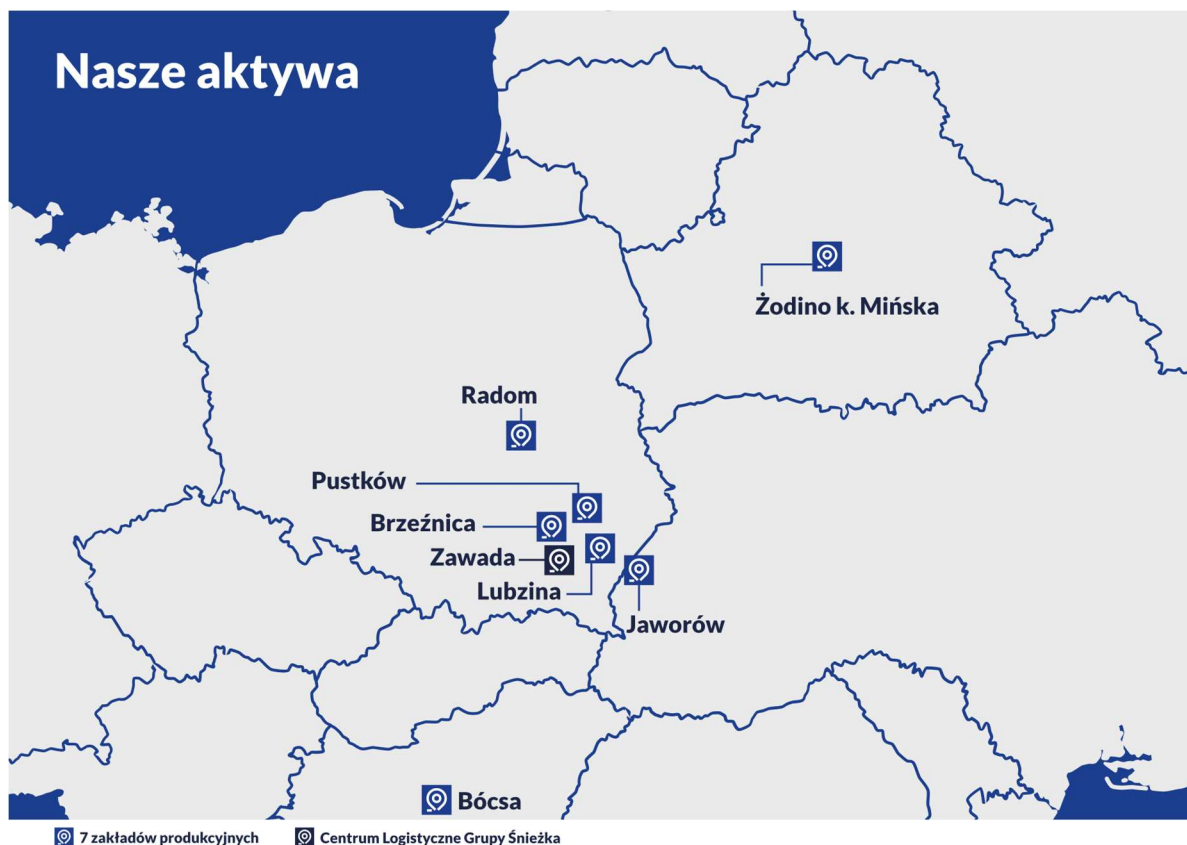 Nasze aktywa
Żodino k. Mińska
Radom
Pustków
Brzeźnica
Zawada
Lubzina
Jaworów
Bócsa
7 zakładów produkcyjnych
Centrum Logistyczne Grupy Śnieżka